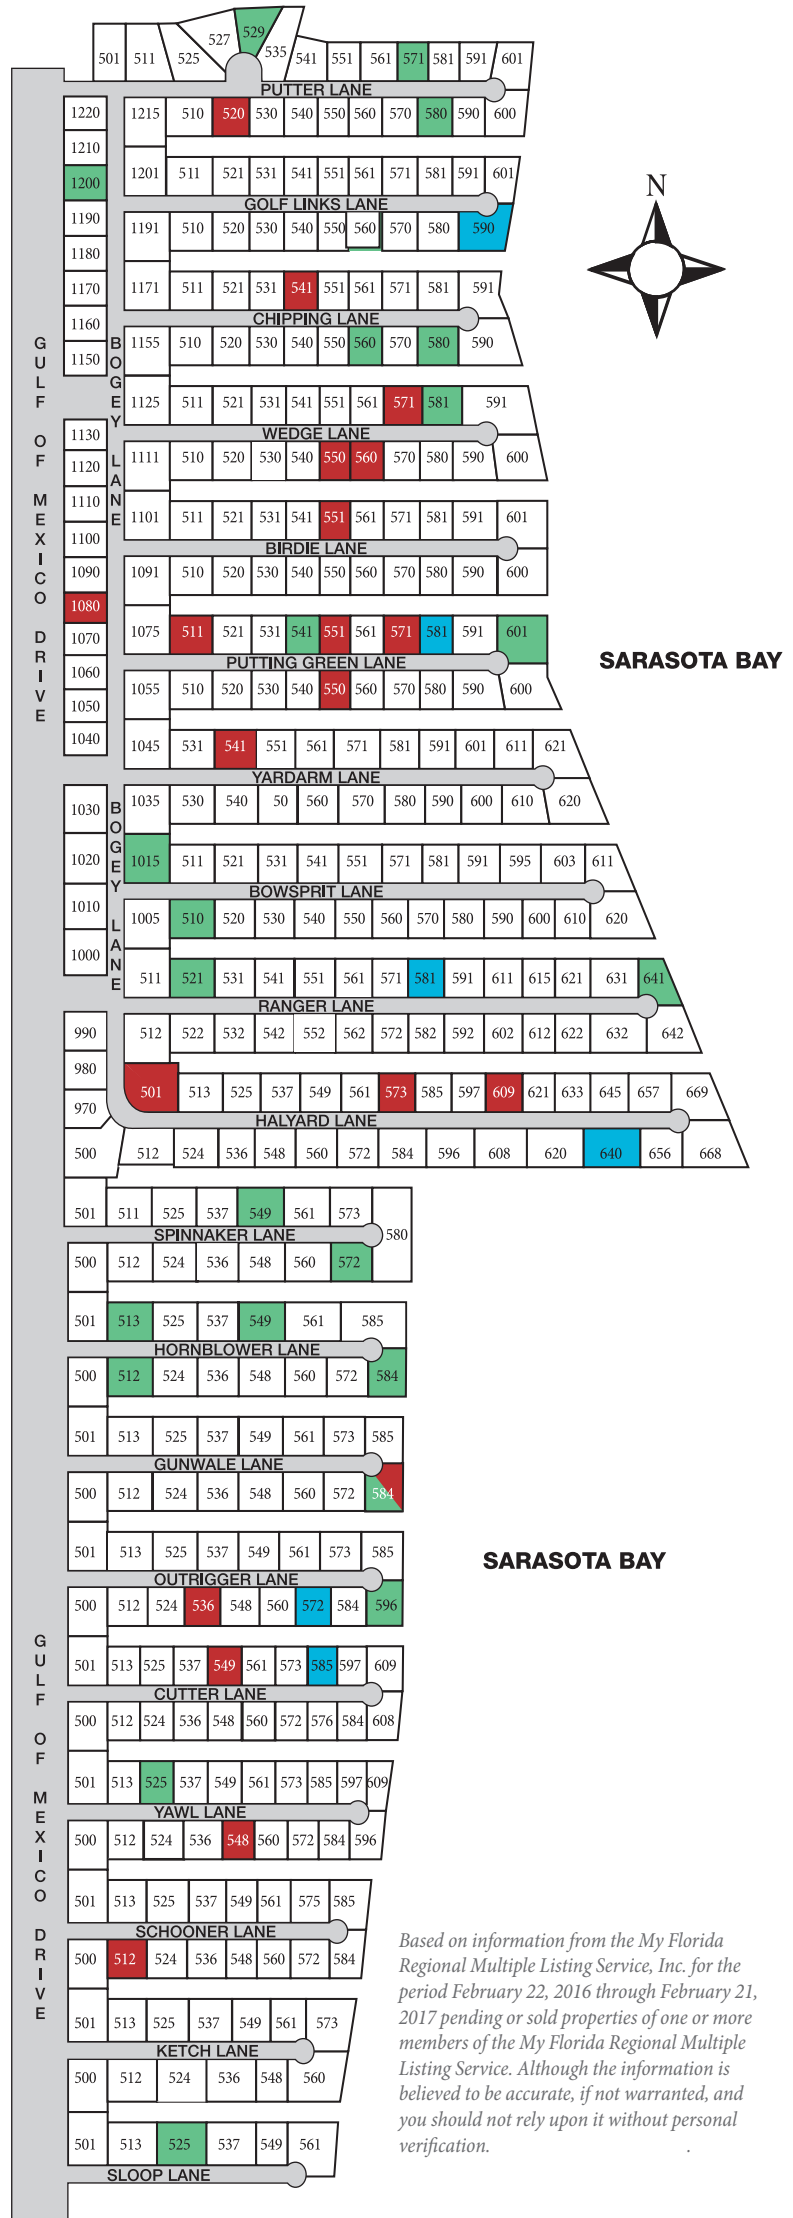 501 511 525 527 529 535 541 551 561 571 581 591 601
PUTTER LANE
1220 1215 510 520 530 540 550 560 570 580 590 600
1210
1200 1201 511 521 531 541 551 561 571 581 591 601
GOLF LINKS LANE
1190 1191 510 520 530 540 550 560 570 580 590
1180
1170 1171 511 521 531 541 551 561 571 581 591
CHIPPING LANE
1160
1150 1155 510 520 530 540 550 560 570 580 590
N
GULF OF MEXICO DRIVE
BOGEY LANE
1125 511 521 531 541 551 561 571 581 591
WEDGE LANE
1130
1120 1111 510 520 530 540 550 560 570 580 590 600
1110 1101 511 521 531 541 551 561 571 581 591 601
1100
BIRDIE LANE
1090 1091 510 520 530 540 550 560 570 580 590 600
1080
1070 1075 511 521 531 541 551 561 571 581 591 601
PUTTING GREEN LANE
SARASOTA BAY
1060
1050 1055 510 520 530 540 550 560 570 580 590 600
1040 1045 531 541 551 561 571 581 591 601 611 621
YARDARM LANE
1030 1035 530 540 50 560 570 580 590 600 610 620
BOGEY LANE
1020 1015 511 521 531 541 551 571 581 591 595 603 611
BOWSPRIT LANE
1010 1005 510 520 530 540 550 560 570 580 590 600 610 620
1000 511 521 531 541 551 561 571 581 591 611 615 621 631 641
RANGER LANE
990 512 522 532 542 552 562 572 582 592 602 612 622 632 642
980
970 501 513 525 537 549 561 573 585 597 609 621 633 645 657 669
HALYARD LANE
500 512 524 536 548 560 572 584 596 608 620 640 656 668
501 511 525 537 549 561 573 580
SPINNAKER LANE
500 512 524 536 548 560 572
501 513 525 537 549 561 585
HORNBLOWER LANE
500 512 524 536 548 560 572 584
501 513 525 537 549 561 573 585
GUNWALE LANE
500 512 524 536 548 560 572 584
501 513 525 537 549 561 573 585
OUTRIGGER LANE
SARASOTA BAY
500 512 524 536 548 560 572 584 596
GULF OF MEXICO DRIVE
501 513 525 537 549 561 573 585 597 609
CUTTER LANE
500 512 524 536 548 560 572 576 584 608
501 513 525 537 549 561 573 585 597 609
YAWL LANE
500 512 524 536 548 560 572 584 596
501 513 525 537 549 561 575 585
SCHOONER LANE
500 512 524 536 548 560 572 584
501 513 525 537 549 561 573
KETCH LANE
500 512 524 536 548 560
501 513 525 537 549 561
SLOOP LANE
Based on information from the My Florida
Regional Multiple Listing Service, Inc. for the
period February 22, 2016 through February 21,
2017 pending or sold properties of one or more
members of the My Florida Regional Multiple
Listing Service. Although the information is
believed to be accurate, if not warranted, and
you should not rely upon it without personal
verification. .